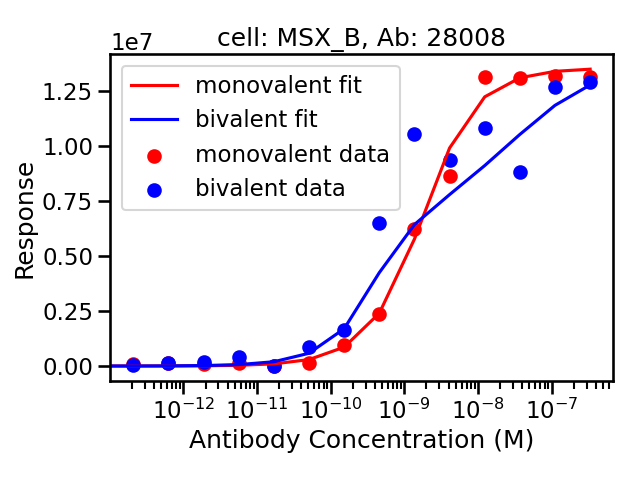 cell: MSX_B, Ab: 28008
1e7
monovalent fit
bivalent fit
monovalent data
bivalent data
1.25
1.00
0.75
0.50
0.25
0.00
Response
10⁻¹² 10⁻¹¹ 10⁻¹⁰ 10⁻⁹ 10⁻⁸ 10⁻⁷
Antibody Concentration (M)